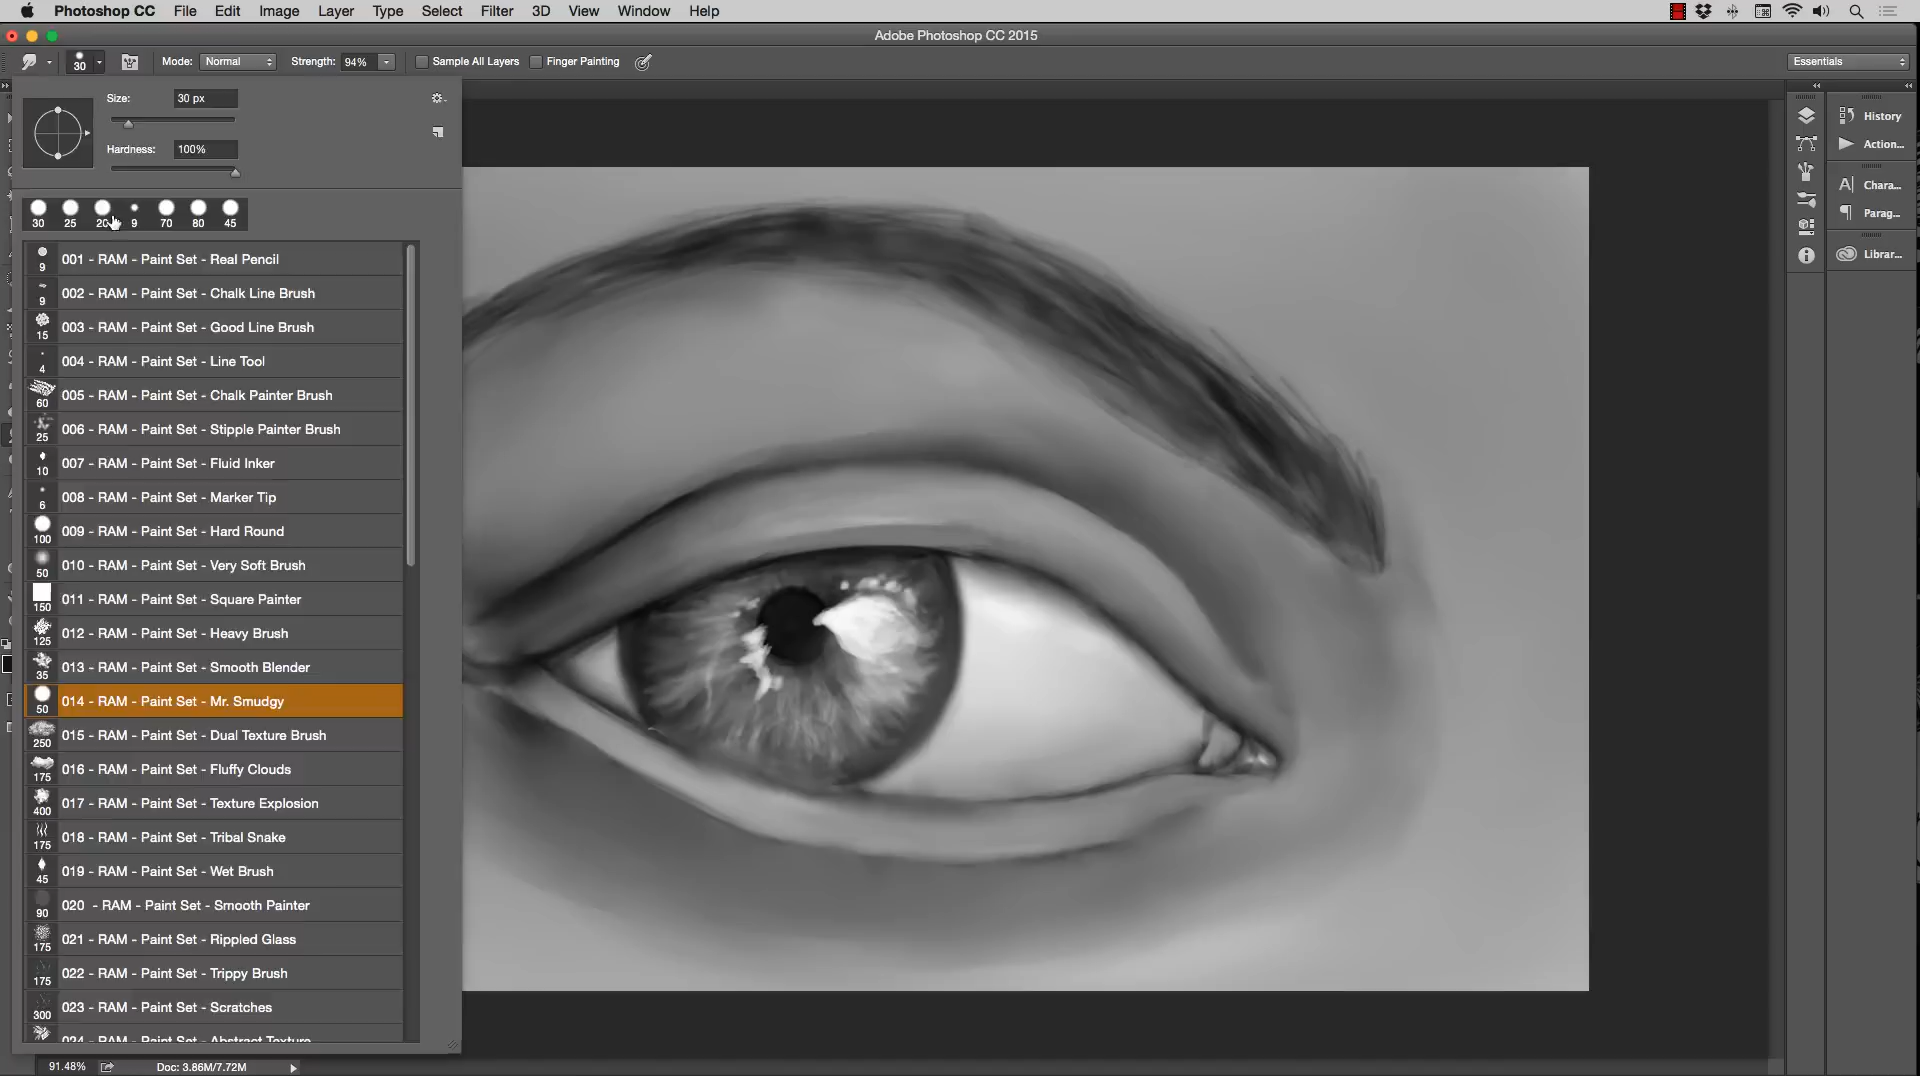 Photoshop CC File Edit Image Layer Type Select Filter 3D View Window Help
Adobe Photoshop CC 2015
30 Mode: Normal Strength: 94% Sample All Layers Finger Painting Essentials
Size: 30 px
Hardness: 100%
30 25 20 9 70 80 45
9 001 - RAM - Paint Set - Real Pencil
9 002 - RAM - Paint Set - Chalk Line Brush
15 003 - RAM - Paint Set - Good Line Brush
4 004 - RAM - Paint Set - Line Tool
60 005 - RAM - Paint Set - Chalk Painter Brush
25 006 - RAM - Paint Set - Stipple Painter Brush
10 007 - RAM - Paint Set - Fluid Inker
6 008 - RAM - Paint Set - Marker Tip
100 009 - RAM - Paint Set - Hard Round
50 010 - RAM - Paint Set - Very Soft Brush
150 011 - RAM - Paint Set - Square Painter
125 012 - RAM - Paint Set - Heavy Brush
35 013 - RAM - Paint Set - Smooth Blender
50 014 - RAM - Paint Set - Mr. Smudgy
250 015 - RAM - Paint Set - Dual Texture Brush
175 016 - RAM - Paint Set - Fluffy Clouds
400 017 - RAM - Paint Set - Texture Explosion
175 018 - RAM - Paint Set - Tribal Snake
45 019 - RAM - Paint Set - Wet Brush
90 020 - RAM - Paint Set - Smooth Painter
175 021 - RAM - Paint Set - Rippled Glass
175 022 - RAM - Paint Set - Trippy Brush
300 023 - RAM - Paint Set - Scratches
024 - RAM - Paint Set - Abstract Texture
91.48% Doc: 3.86M/7.72M
History
Action...
Chara...
Parag...
Librar...